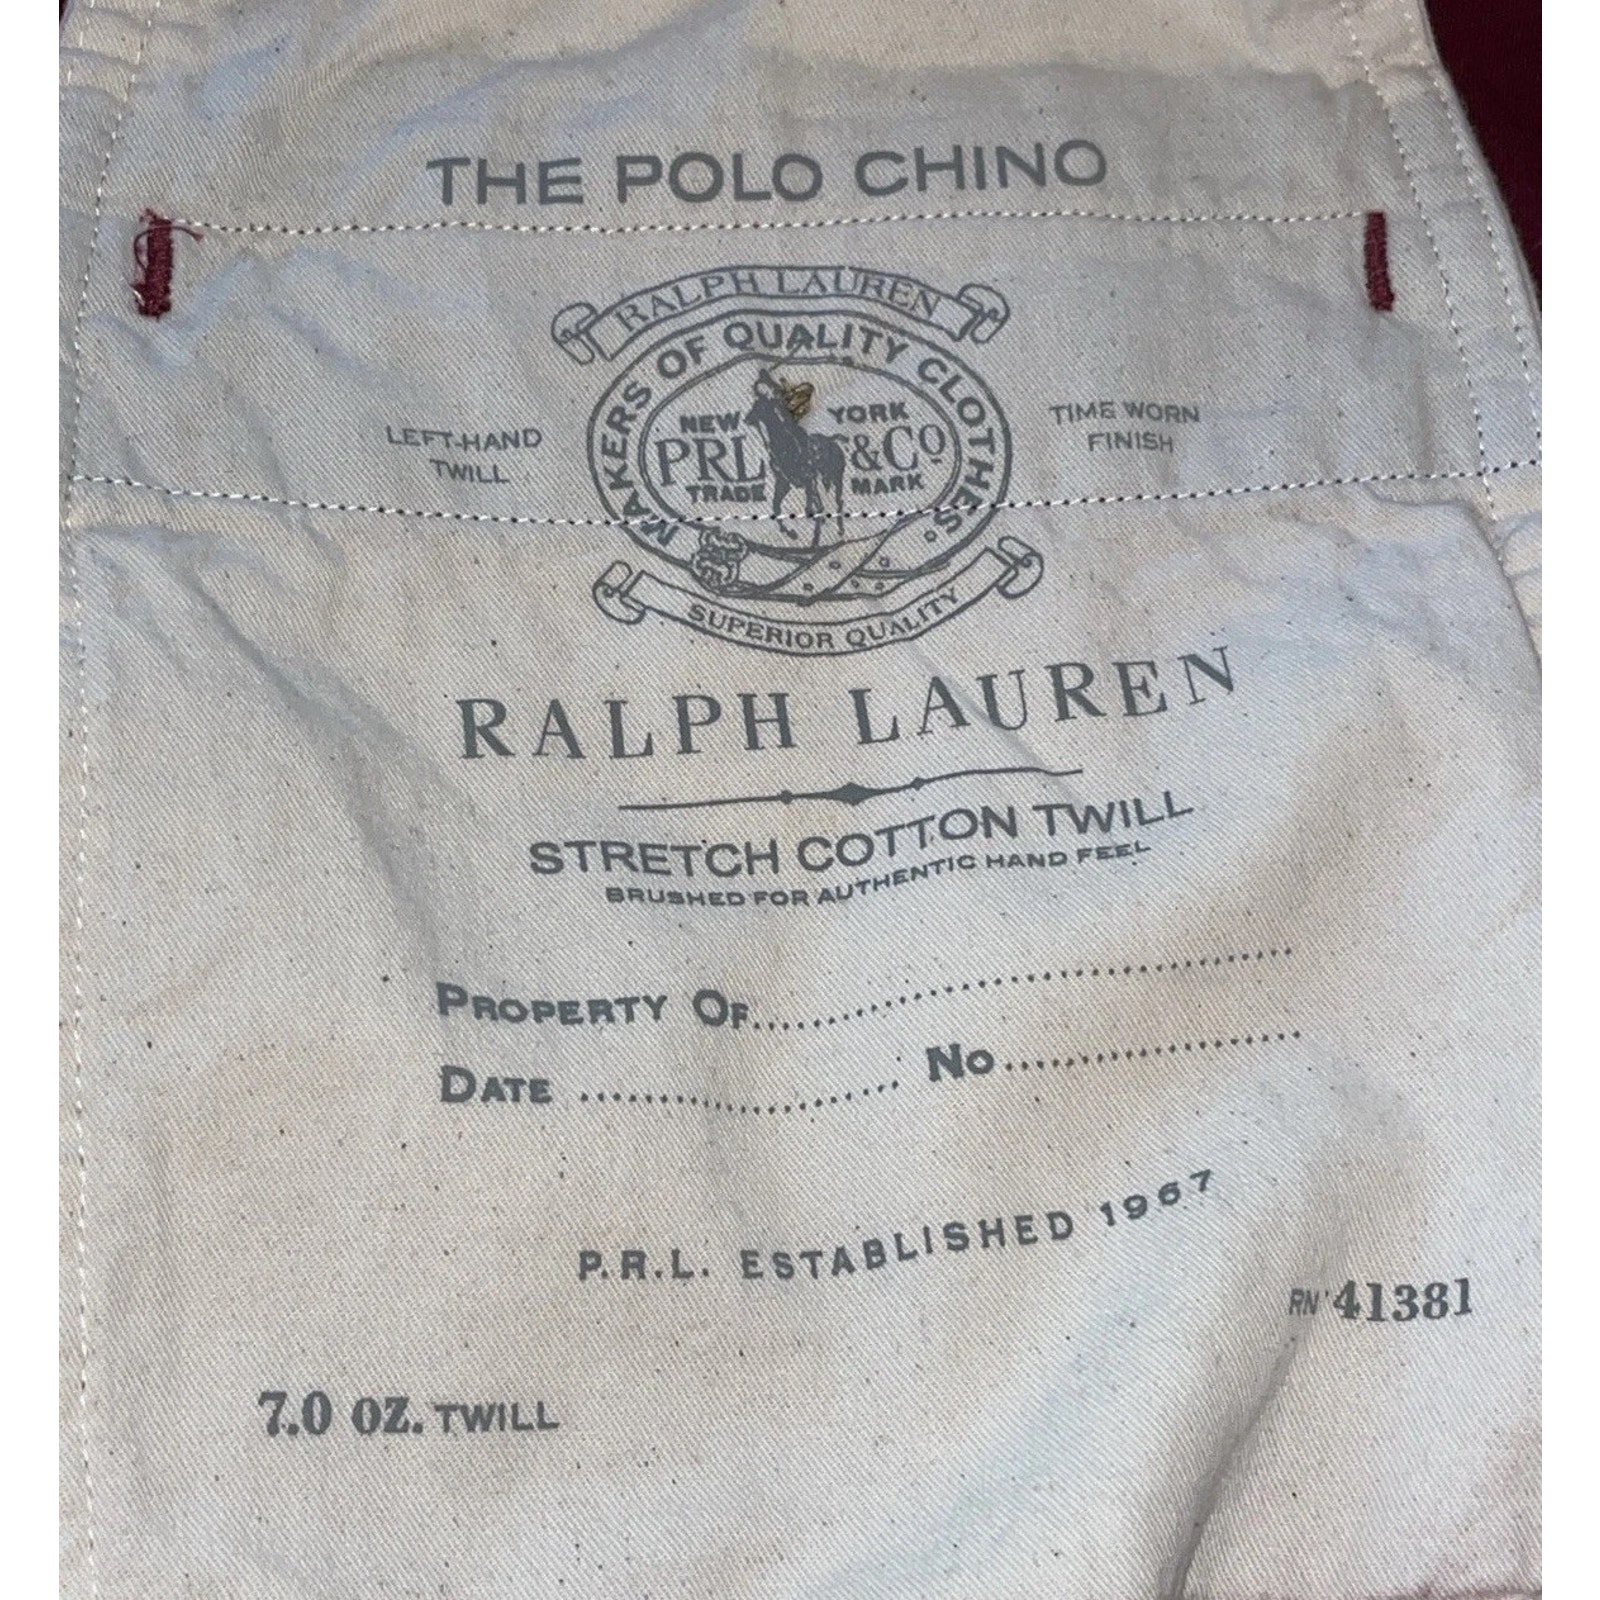 THE POLO CHINO
RALPH LAUREN
MAKERS OF QUALITY CLOTHES
LEFT-HAND
TWILL
NEW YORK
PRL &Co
TRADE MARK
TIME WORN
FINISH
SUPERIOR QUALITY
RALPH LAUREN
STRETCH COTTON TWILL
BRUSHED FOR AUTHENTIC HAND FEEL
PROPERTY OF
DATE No
P.R.L. ESTABLISHED 1967
RN 41381
7.0 OZ. TWILL